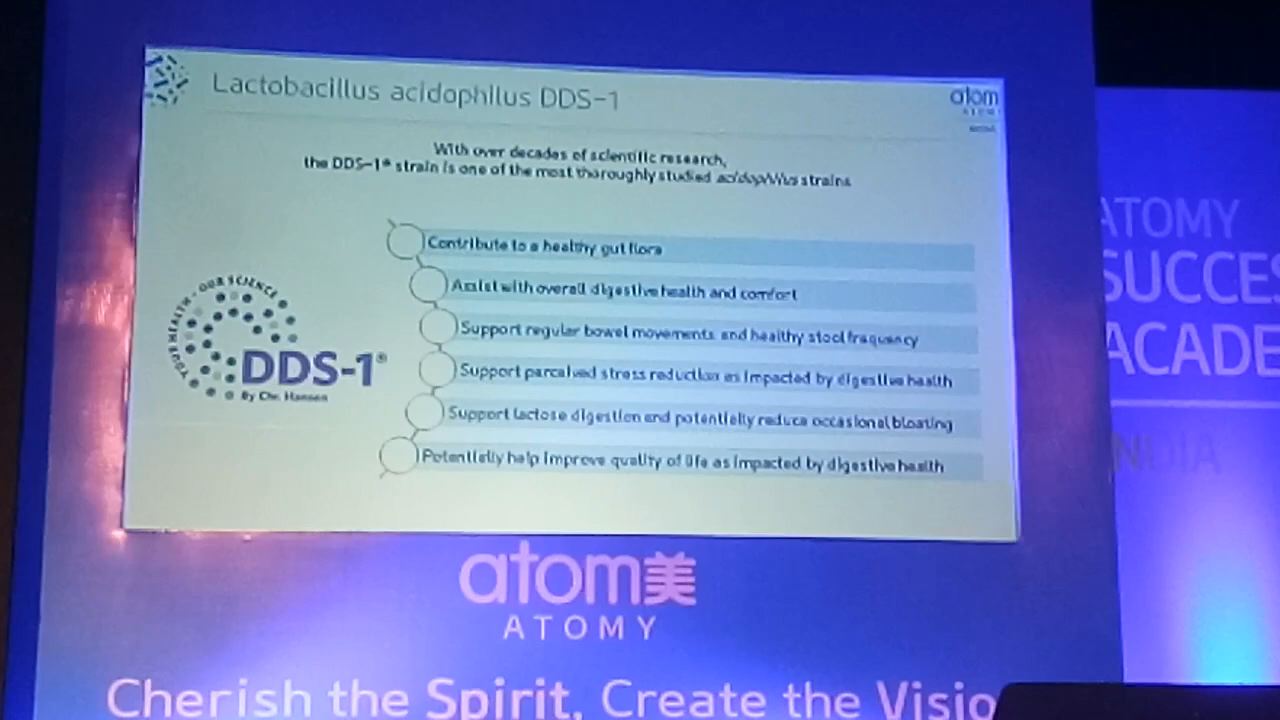 Lactobacillus acidophilus DDS-1
atom
With over decades of scientific research,
the DDS-1® strain is one of the most thoroughly studied acidophilus strains
Contribute to a healthy gut flora
Assist with overall digestive health and comfort
Support regular bowel movements and healthy stool frequency
Support perceived stress reduction as impacted by digestive health
Support lactose digestion and potentially reduce occasional bloating
Potentially help improve quality of life as impacted by digestive health
YOUR HEALTH - OUR SCIENCE
DDS-1®
By Chr. Hansen
atom美
ATOMY
Cherish the Spirit, Create the Visio
ATOMY
SUCCES
ACADE
INDIA